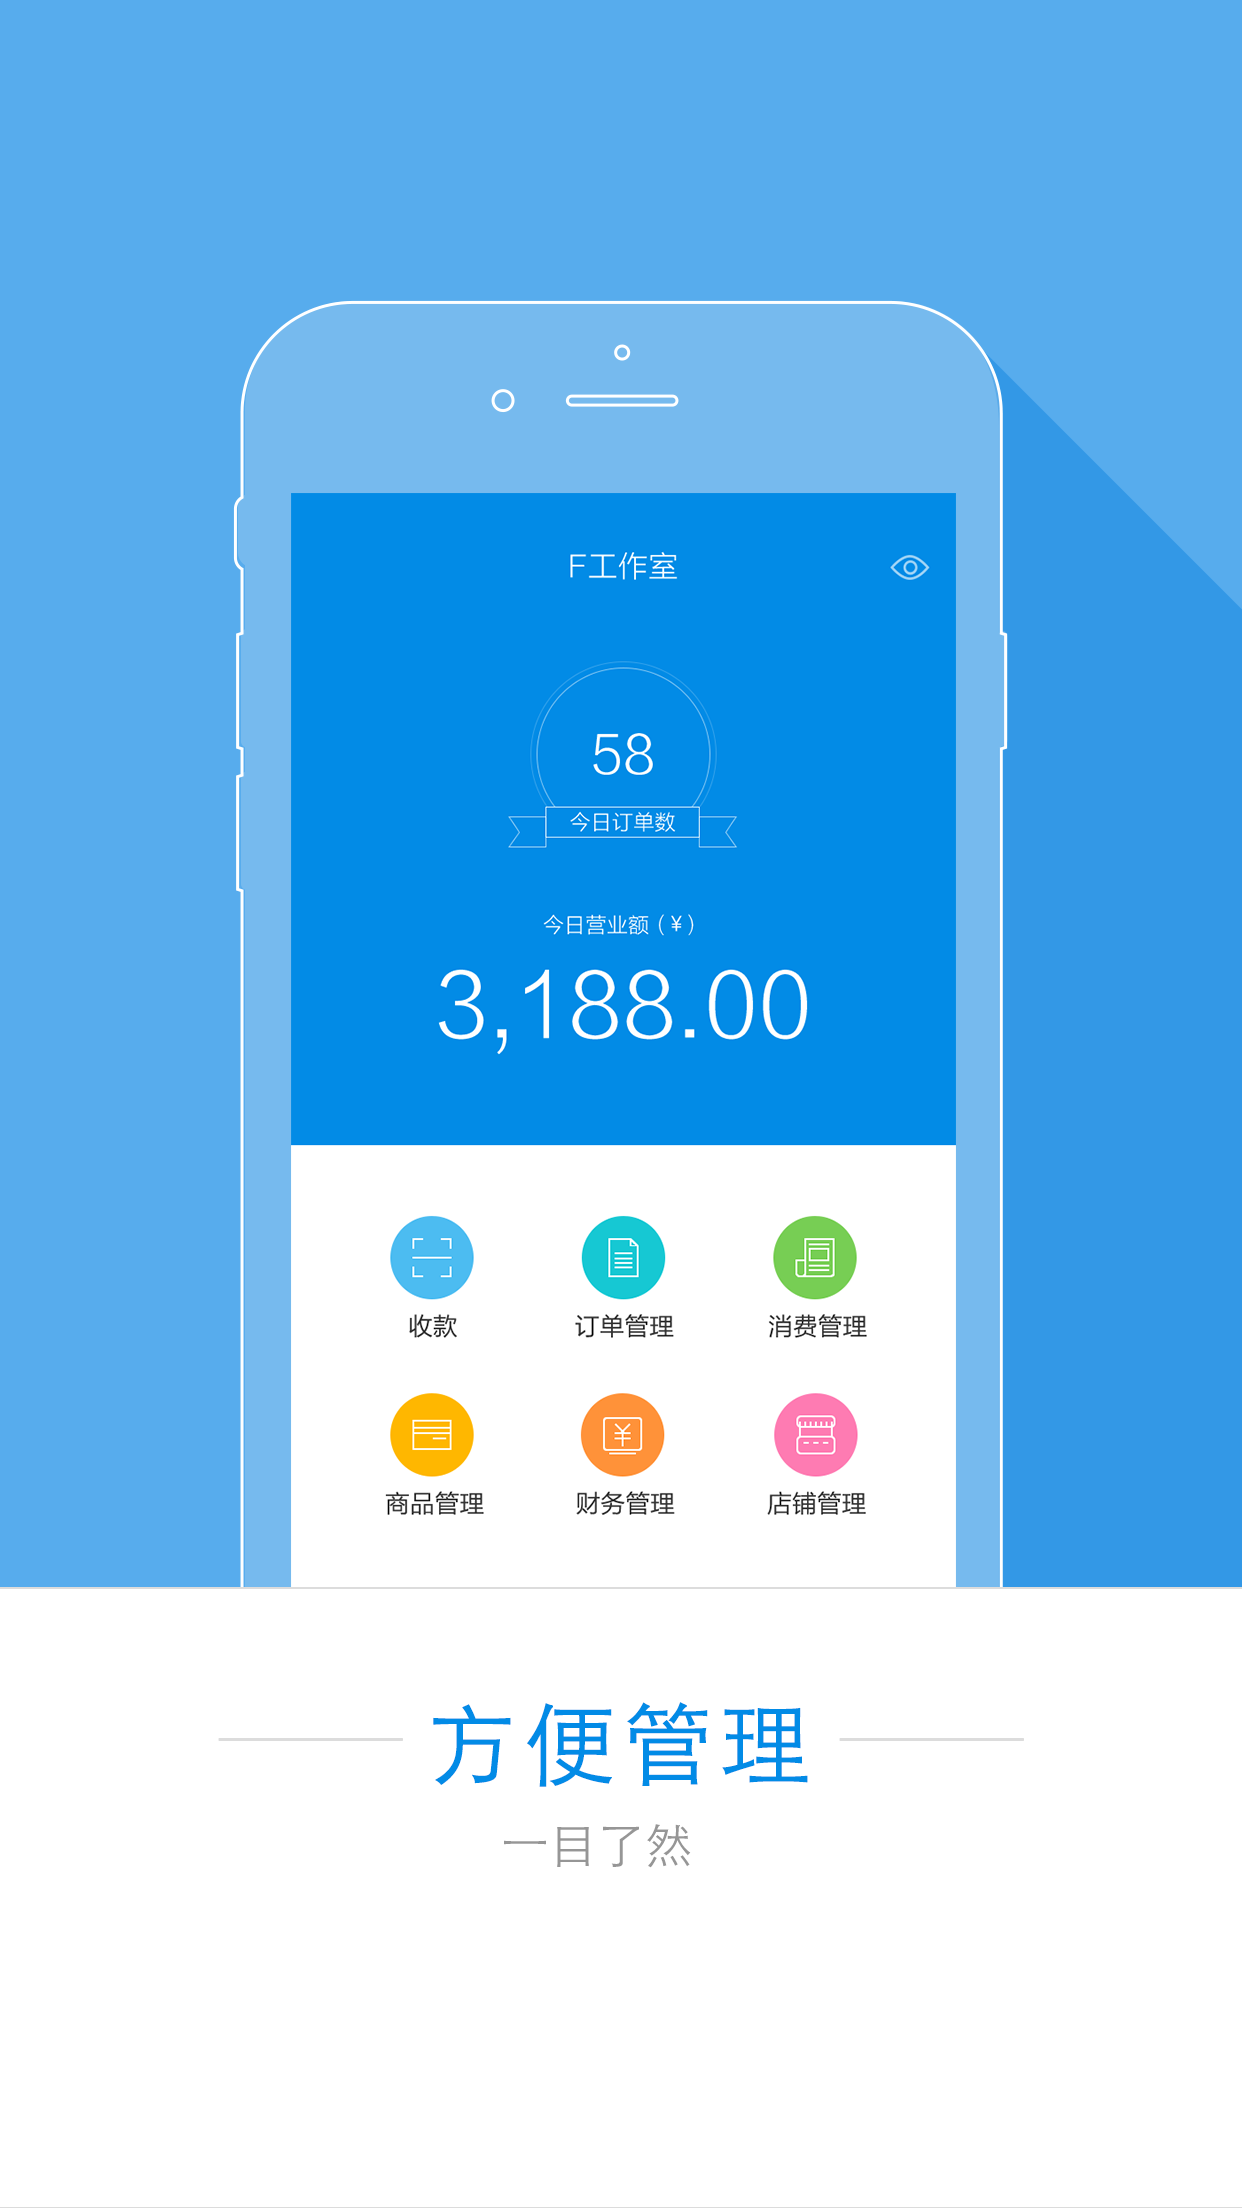 F工作室
58
今日订单数
今日营业额（¥）
3,188.00
收款 订单管理 消费管理
商品管理 财务管理 店铺管理
方便管理
一目了然